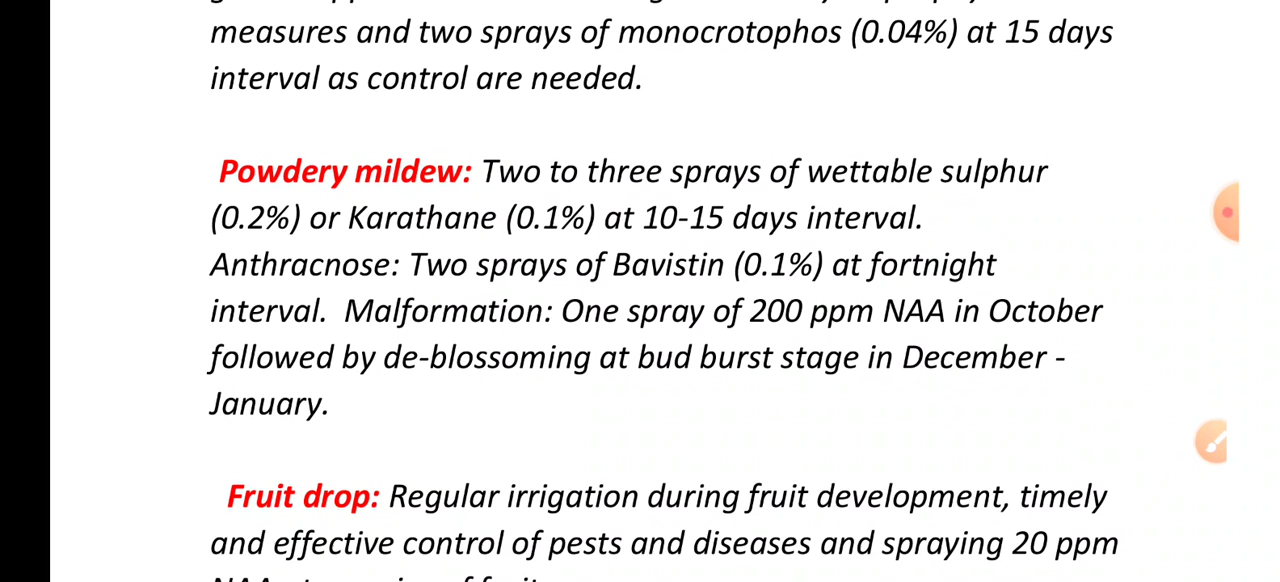 measures and two sprays of monocrotophos (0.04%) at 15 days
interval as control are needed.
Powdery mildew: Two to three sprays of wettable sulphur
(0.2%) or Karathane (0.1%) at 10-15 days interval.
Anthracnose: Two sprays of Bavistin (0.1%) at fortnight
interval.  Malformation: One spray of 200 ppm NAA in October
followed by de-blossoming at bud burst stage in December -
January.
Fruit drop: Regular irrigation during fruit development, timely
and effective control of pests and diseases and spraying 20 ppm